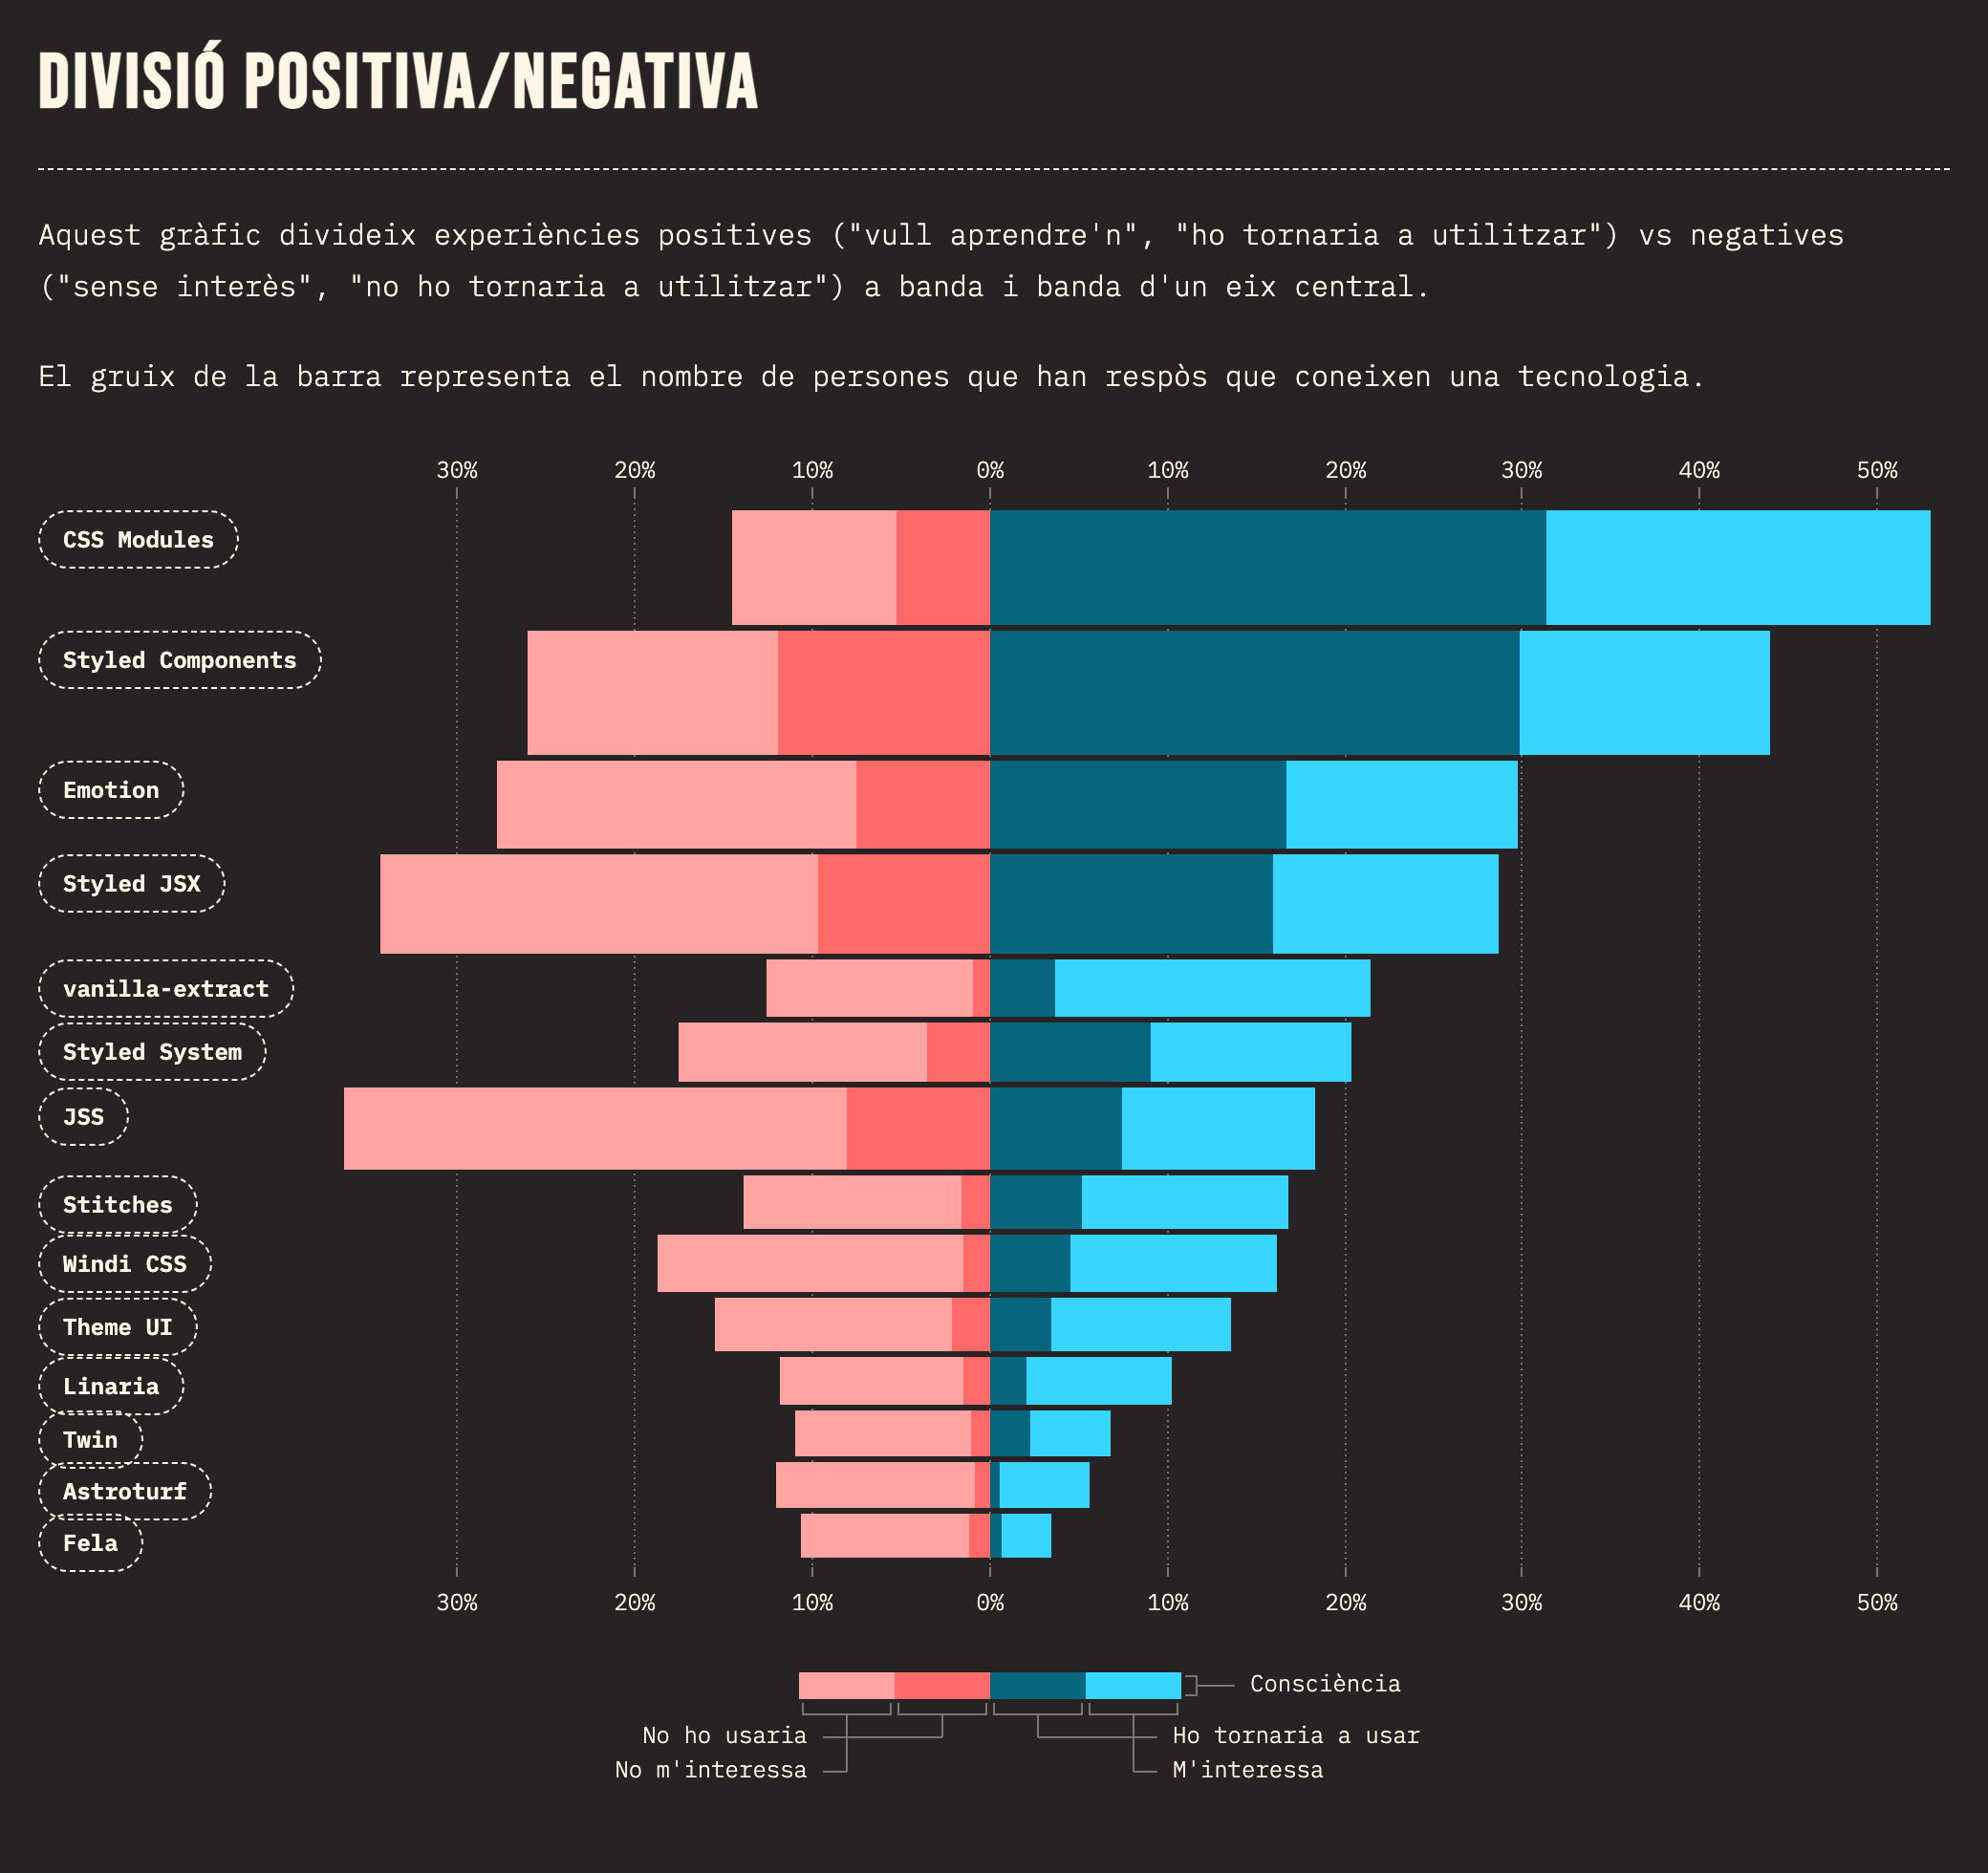 DIVISIÓ POSITIVA/NEGATIVA
Aquest gràfic divideix experiències positives ("vull aprendre'n", "ho tornaria a utilitzar") vs negatives
("sense interès", "no ho tornaria a utilitzar") a banda i banda d'un eix central.
El gruix de la barra representa el nombre de persones que han respòs que coneixen una tecnologia.
30% 20% 10% 0% 10% 20% 30% 40% 50%
CSS Modules
Styled Components
Emotion
Styled JSX
vanilla-extract
Styled System
JSS
Stitches
Windi CSS
Theme UI
Linaria
Twin
Astroturf
Fela
30% 20% 10% 0% 10% 20% 30% 40% 50%
Consciència
No ho usaria Ho tornaria a usar
No m'interessa M'interessa